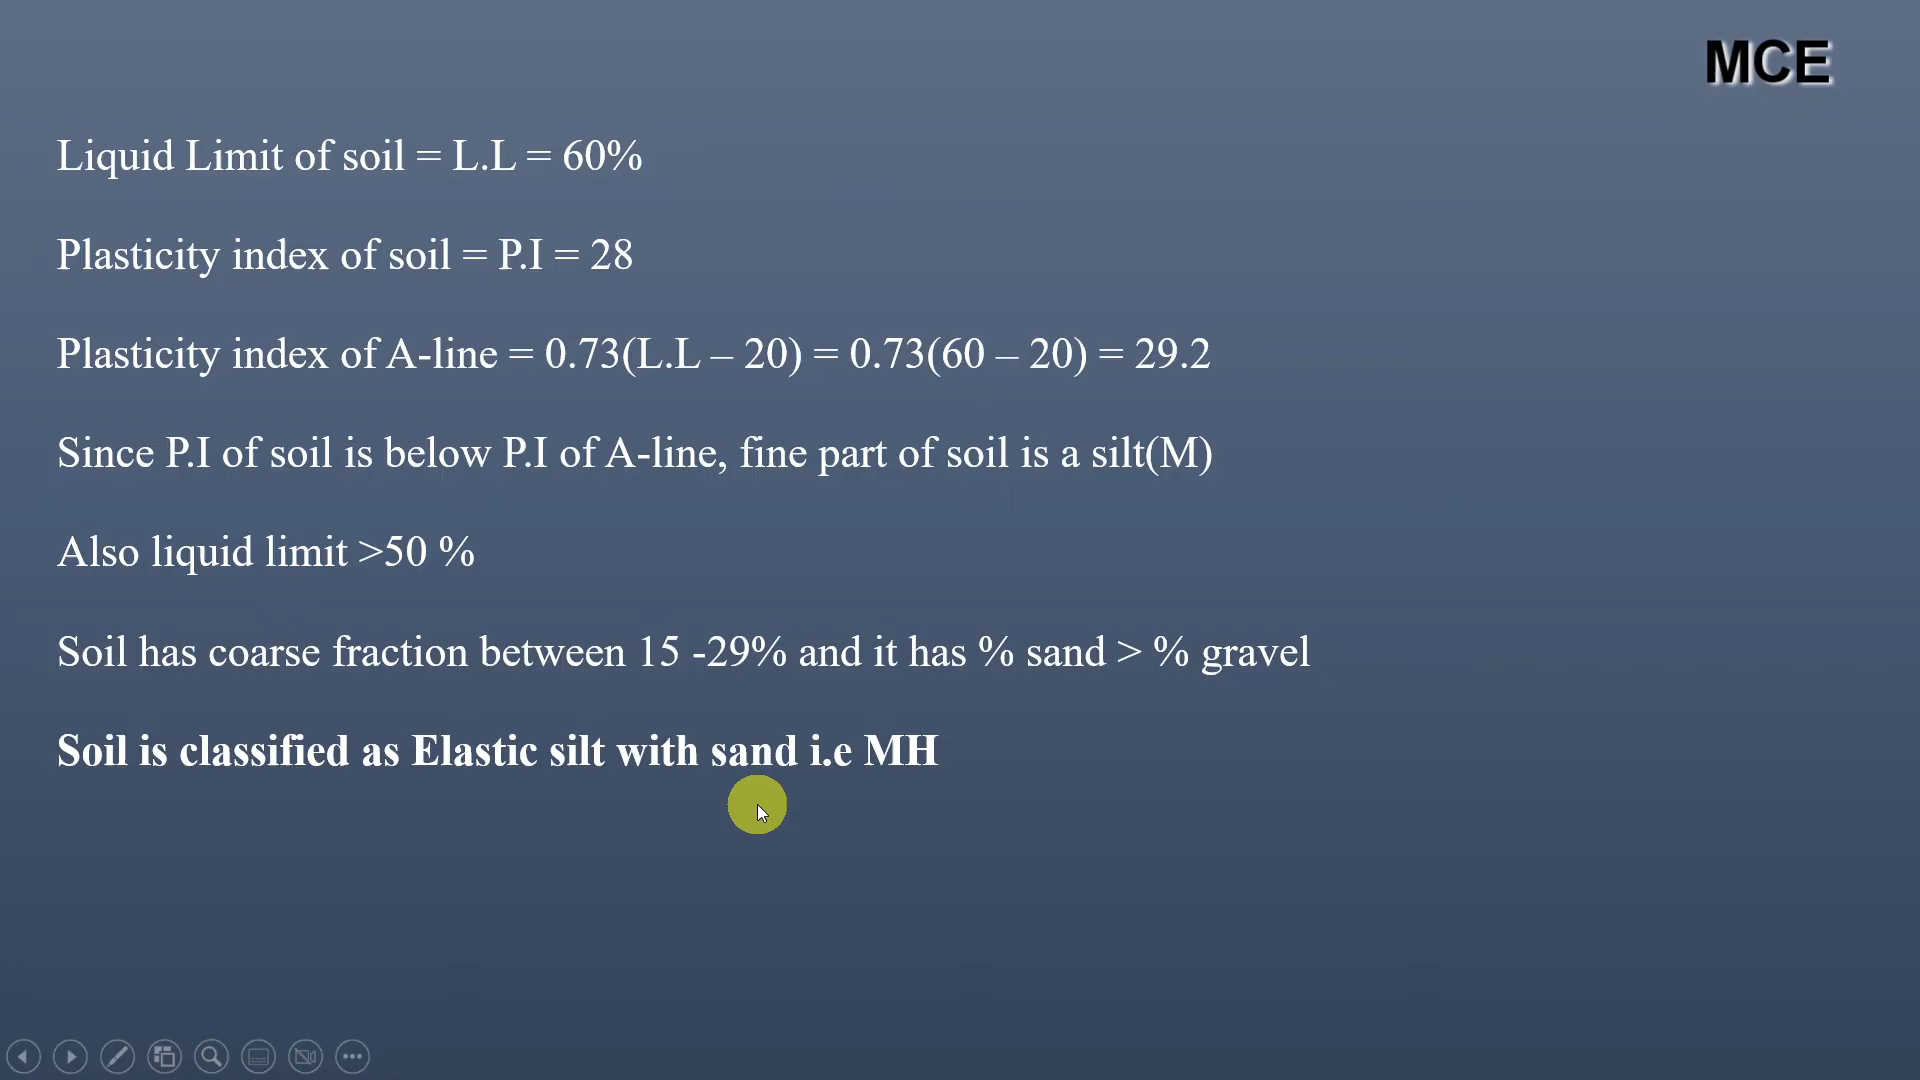 MCE
Liquid Limit of soil = L.L = 60%
Plasticity index of soil = P.I = 28
Plasticity index of A-line = 0.73(L.L – 20) = 0.73(60 – 20) = 29.2
Since P.I of soil is below P.I of A-line, fine part of soil is a silt(M)
Also liquid limit >50 %
Soil has coarse fraction between 15 -29% and it has % sand > % gravel
Soil is classified as Elastic silt with sand i.e MH